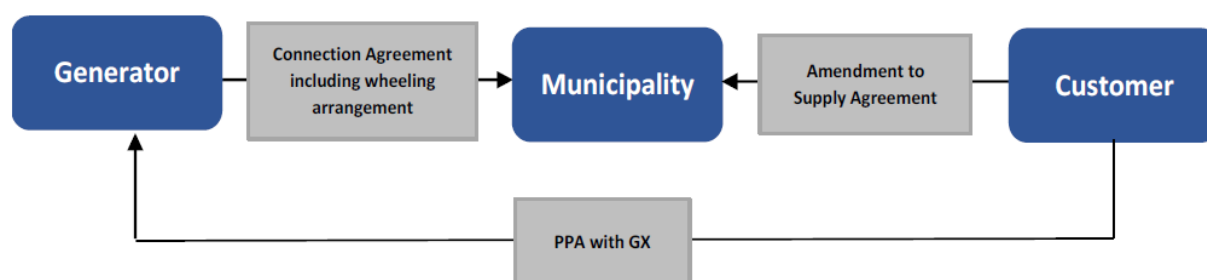 Generator
Connection Agreement
including wheeling
arrangement
Municipality
Amendment to
Supply Agreement
Customer
PPA with GX